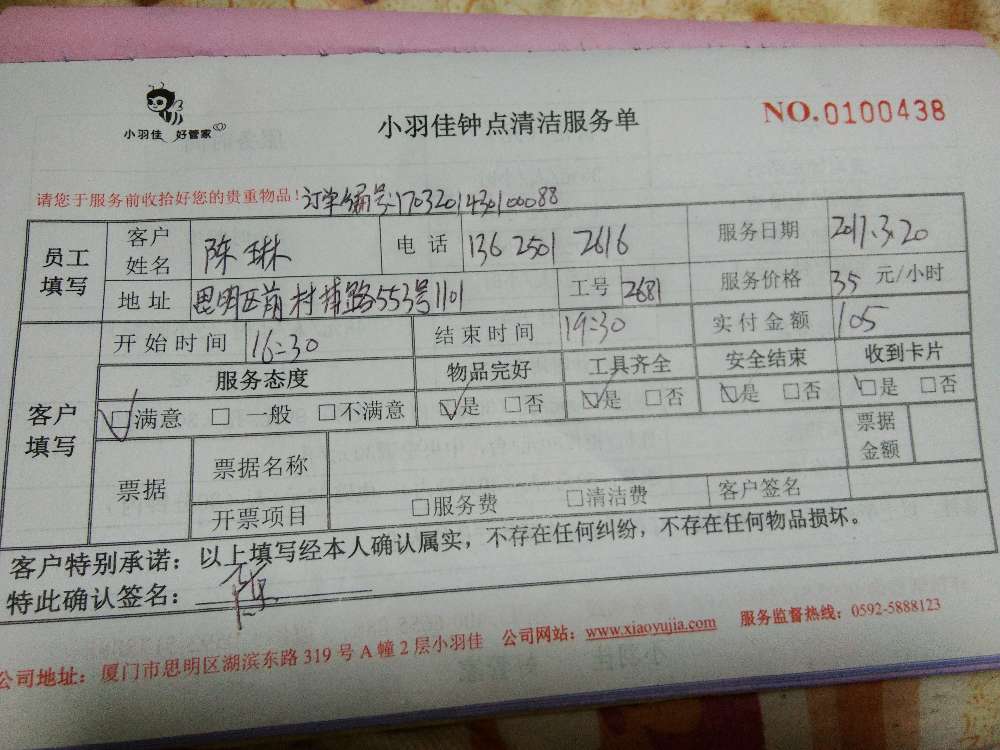 小羽佳 好管家
小羽佳钟点清洁服务单
NO.0100438
请您于服务前收拾好您的贵重物品！订单编号:1703201430100088
员工填写 客户姓名 陈琳 电话 136 2501 2616 服务日期 2017.3.20
地址 思明区前村埔路553号1101 工号 2681 服务价格 35 元/小时
客户填写 开始时间 16:30 结束时间 19:30 实付金额 105
服务态度 物品完好 工具齐全 安全结束 收到卡片
☑满意 □一般 □不满意 ☑是 □否 ☑是 □否 ☑是 □否 ☑是 □否
票据 票据名称 票据金额
开票项目 □服务费 □清洁费 客户签名
客户特别承诺：以上填写经本人确认属实，不存在任何纠纷，不存在任何物品损坏。
特此确认签名：
公司地址：厦门市思明区湖滨东路319号A幢2层小羽佳 公司网站：www.xiaoyujia.com 服务监督热线：0592-5888123